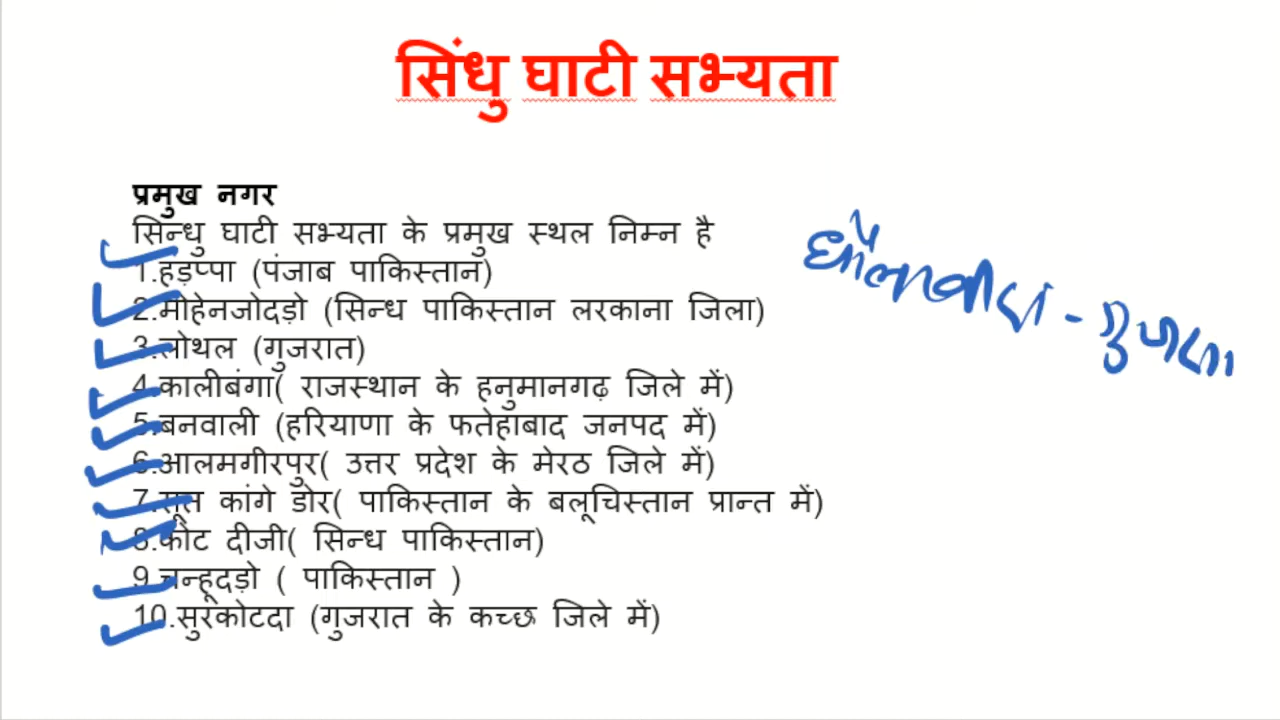 सिंधु घाटी सभ्यता
प्रमुख नगर
सिन्धु घाटी सभ्यता के प्रमुख स्थल निम्न है
1.हड़प्पा (पंजाब पाकिस्तान)
2.मोहेनजोदड़ो (सिन्ध पाकिस्तान लरकाना जिला)
3.लोथल (गुजरात)
4.कालीबंगा( राजस्थान के हनुमानगढ़ जिले में)
5.बनवाली (हरियाणा के फतेहाबाद जनपद में)
6.आलमगीरपुर( उत्तर प्रदेश के मेरठ जिले में)
7.सूत कांगे डोर( पाकिस्तान के बलूचिस्तान प्रान्त में)
8.कोट दीजी( सिन्ध पाकिस्तान)
9.चन्हूदड़ो ( पाकिस्तान )
10.सुरकोटदा (गुजरात के कच्छ जिले में)
धौलावीरा - गुजरात